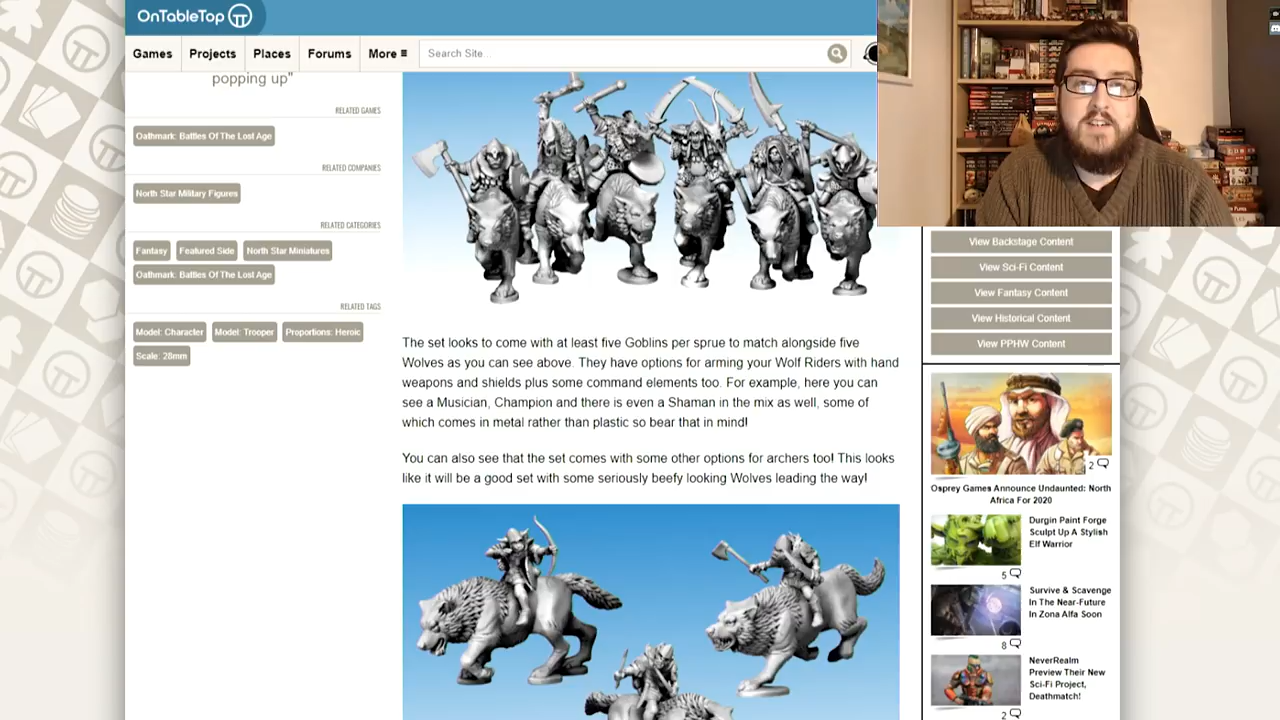 OnTableTop
Games Projects Places Forums More Search Site...
popping up"
RELATED GAMES
Oathmark: Battles Of The Lost Age
RELATED COMPANIES
North Star Military Figures
RELATED CATEGORIES
Fantasy Featured Side North Star Miniatures
Oathmark: Battles Of The Lost Age
RELATED TAGS
Model: Character Model: Trooper Proportions: Heroic
Scale: 28mm
The set looks to come with at least five Goblins per sprue to match alongside five
Wolves as you can see above. They have options for arming your Wolf Riders with hand
weapons and shields plus some command elements too. For example, here you can
see a Musician, Champion and there is even a Shaman in the mix as well, some of
which comes in metal rather than plastic so bear that in mind!
You can also see that the set comes with some other options for archers too! This looks
like it will be a good set with some seriously beefy looking Wolves leading the way!
View Backstage Content
View Sci-Fi Content
View Fantasy Content
View Historical Content
View PPHW Content
2
Osprey Games Announce Undaunted: North
Africa For 2020
Durgin Paint Forge
Sculpt Up A Stylish
Elf Warrior
5
Survive & Scavenge
In The Near-Future
In Zona Alfa Soon
8
NeverRealm
Preview Their New
Sci-Fi Project,
Deathmatch!
2